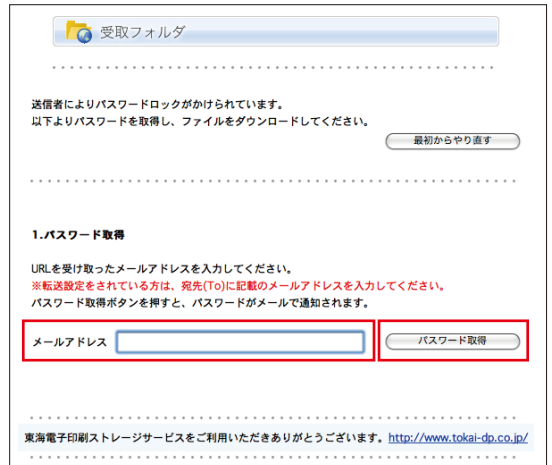 受取フォルダ
送信者によりパスワードロックがかけられています。
以下よりパスワードを取得し、ファイルをダウンロードしてください。
最初からやり直す
1.パスワード取得
URLを受け取ったメールアドレスを入力してください。
※転送設定をされている方は、宛先(To)に記載のメールアドレスを入力してください。
パスワード取得ボタンを押すと、パスワードがメールで通知されます。
メールアドレス パスワード取得
東海電子印刷ストレージサービスをご利用いただきありがとうございます。http://www.tokai-dp.co.jp/